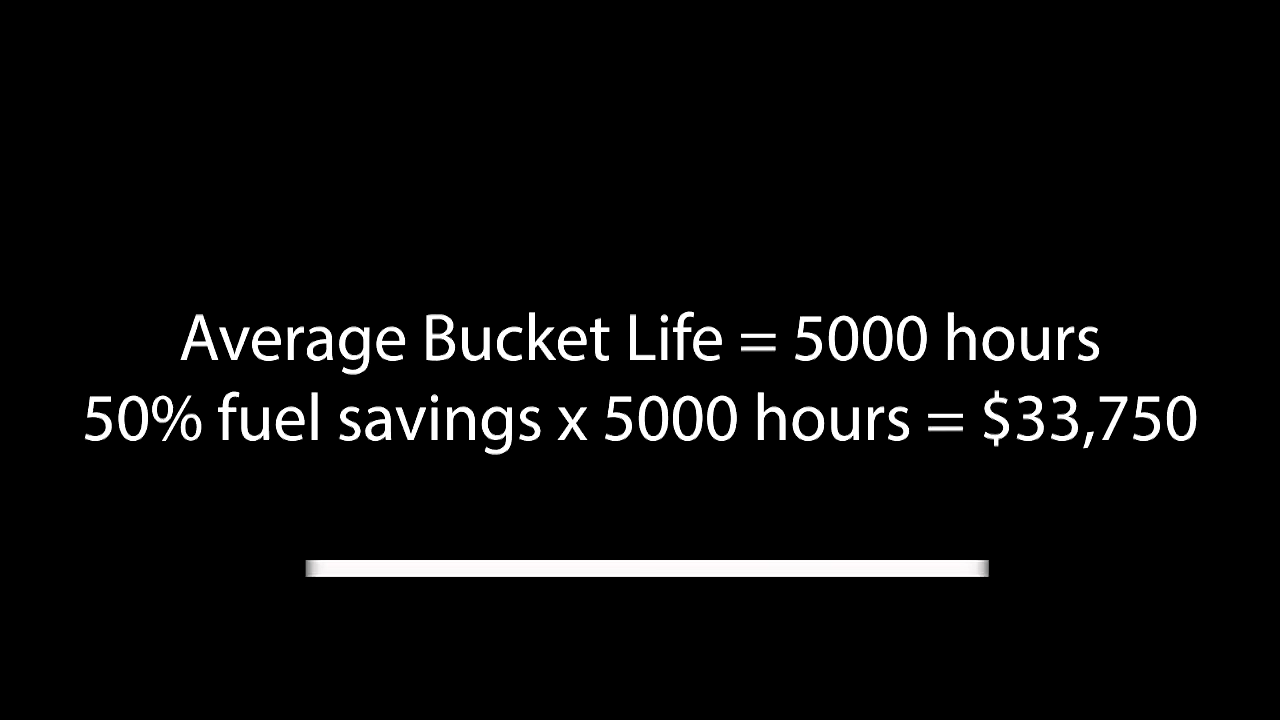 Average Bucket Life = 5000 hours
50% fuel savings x 5000 hours = $33,750